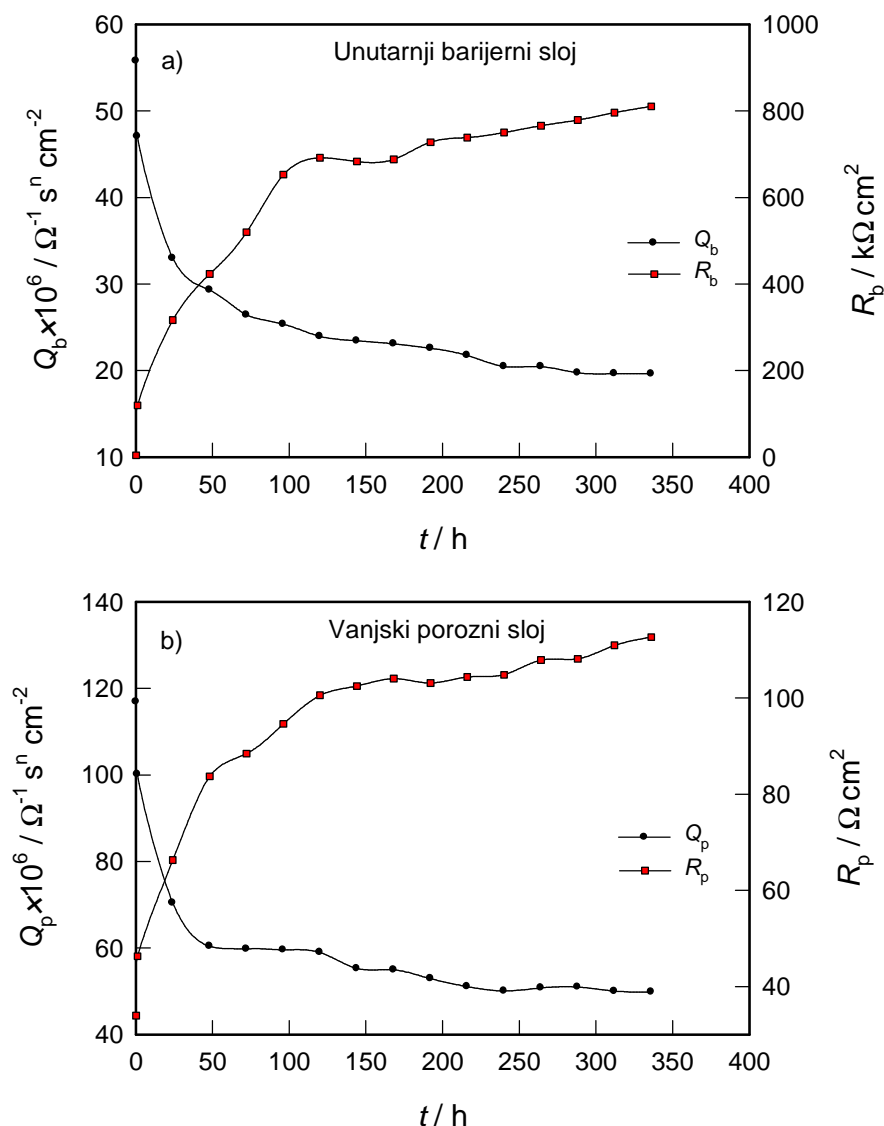 a)
Unutarnji barijerni sloj
60
50
40
30
20
10
Q_b×10^6 / Ω^-1 s^n cm^-2
1000
800
600
400
200
0
R_b / kΩ cm^2
Q_b
R_b
0 50 100 150 200 250 300 350 400
t / h
b)
Vanjski porozni sloj
140
120
100
80
60
40
Q_p×10^6 / Ω^-1 s^n cm^-2
120
100
80
60
40
R_p / Ω cm^2
Q_p
R_p
0 50 100 150 200 250 300 350 400
t / h